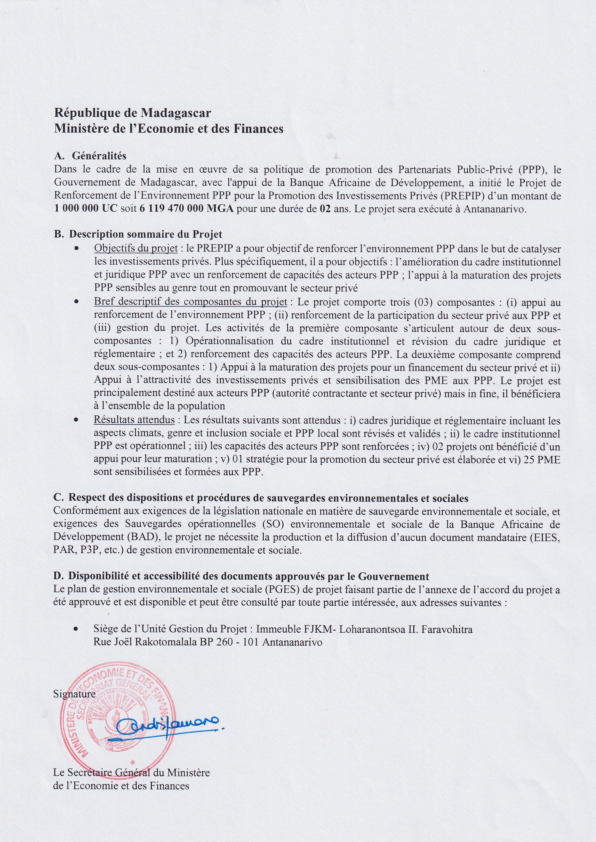 République de Madagascar
Ministère de l'Economie et des Finances
A. Généralités
Dans le cadre de la mise en œuvre de sa politique de promotion des Partenariats Public-Privé (PPP), le
Gouvernement de Madagascar, avec l'appui de la Banque Africaine de Développement, a initié le Projet de
Renforcement de l'Environnement PPP pour la Promotion des Investissements Privés (PREPIP) d'un montant de
1 000 000 UC soit 6 119 470 000 MGA pour une durée de 02 ans. Le projet sera exécuté à Antananarivo.
B. Description sommaire du Projet
• Objectifs du projet : le PREPIP a pour objectif de renforcer l'environnement PPP dans le but de catalyser
les investissements privés. Plus spécifiquement, il a pour objectifs : l'amélioration du cadre institutionnel
et juridique PPP avec un renforcement de capacités des acteurs PPP ; l'appui à la maturation des projets
PPP sensibles au genre tout en promouvant le secteur privé
• Bref descriptif des composantes du projet : Le projet comporte trois (03) composantes : (i) appui au
renforcement de l'environnement PPP ; (ii) renforcement de la participation du secteur privé aux PPP et
(iii) gestion du projet. Les activités de la première composante s'articulent autour de deux sous-
composantes : 1) Opérationnalisation du cadre institutionnel et révision du cadre juridique et
réglementaire ; et 2) renforcement des capacités des acteurs PPP. La deuxième composante comprend
deux sous-composantes : 1) Appui à la maturation des projets pour un financement du secteur privé et ii)
Appui à l'attractivité des investissements privés et sensibilisation des PME aux PPP. Le projet est
principalement destiné aux acteurs PPP (autorité contractante et secteur privé) mais in fine, il bénéficiera
à l'ensemble de la population
• Résultats attendus : Les résultats suivants sont attendus : i) cadres juridique et réglementaire incluant les
aspects climats, genre et inclusion sociale et PPP local sont révisés et validés ; ii) le cadre institutionnel
PPP est opérationnel ; iii) les capacités des acteurs PPP sont renforcées ; iv) 02 projets ont bénéficié d'un
appui pour leur maturation ; v) 01 stratégie pour la promotion du secteur privé est élaborée et vi) 25 PME
sont sensibilisées et formées aux PPP.
C. Respect des dispositions et procédures de sauvegardes environnementales et sociales
Conformément aux exigences de la législation nationale en matière de sauvegarde environnementale et sociale, et
exigences des Sauvegardes opérationnelles (SO) environnementale et sociale de la Banque Africaine de
Développement (BAD), le projet ne nécessite la production et la diffusion d'aucun document mandataire (EIES,
PAR, P3P, etc.) de gestion environnementale et sociale.
D. Disponibilité et accessibilité des documents approuvés par le Gouvernement
Le plan de gestion environnementale et sociale (PGES) de projet faisant partie de l'annexe de l'accord du projet a
été approuvé et est disponible et peut être consulté par toute partie intéressée, aux adresses suivantes :
• Siège de l'Unité Gestion du Projet : Immeuble FJKM- Loharanontsoa II. Faravohitra
Rue Joël Rakotomalala BP 260 - 101 Antananarivo
Signature
MINISTÈRE DE L'ECONOMIE ET DES FINANCES
SECRETARIAT GENERAL
Le Secrétaire Général du Ministère
de l'Economie et des Finances